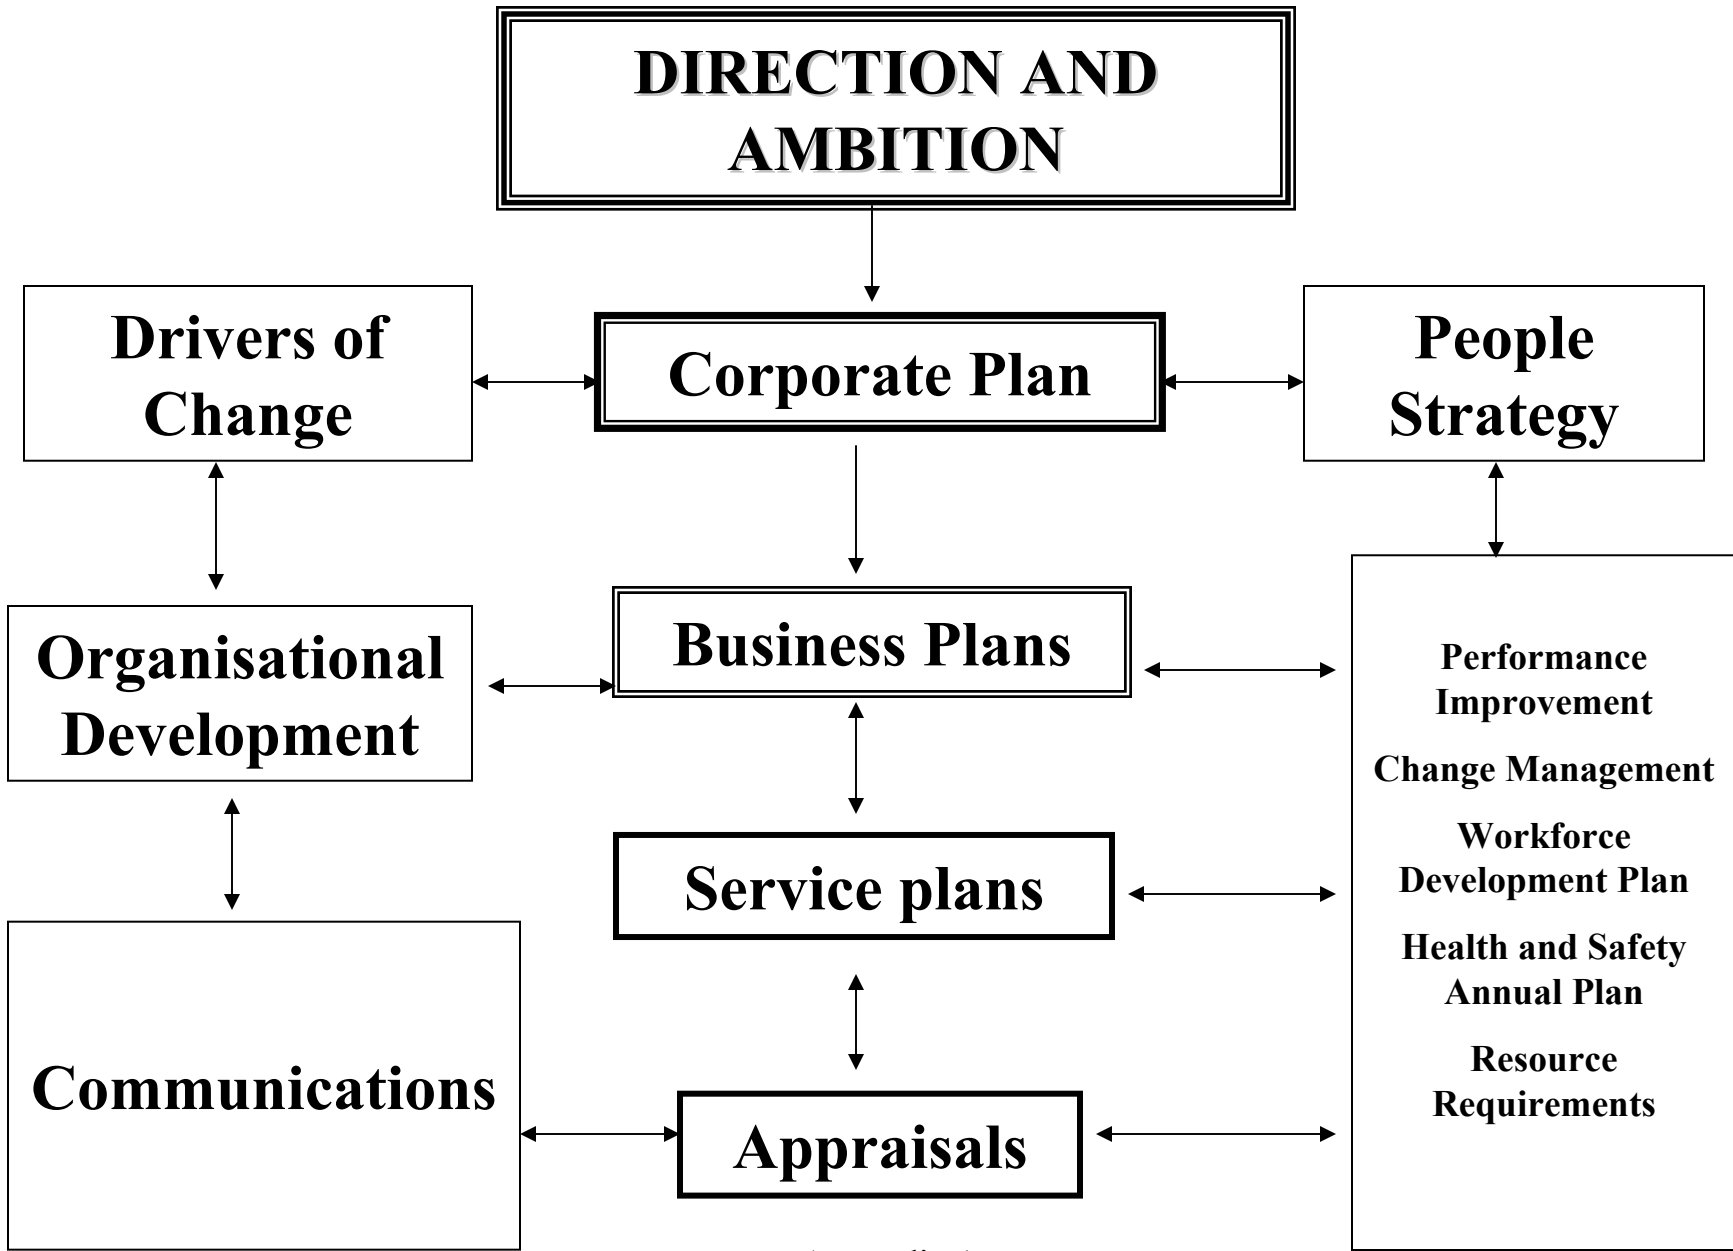 DIRECTION AND
AMBITION
Drivers of
Change
Corporate Plan
People
Strategy
Organisational
Development
Business Plans
Performance
Improvement
Change Management
Workforce
Development Plan
Health and Safety
Annual Plan
Resource
Requirements
Service plans
Communications
Appraisals